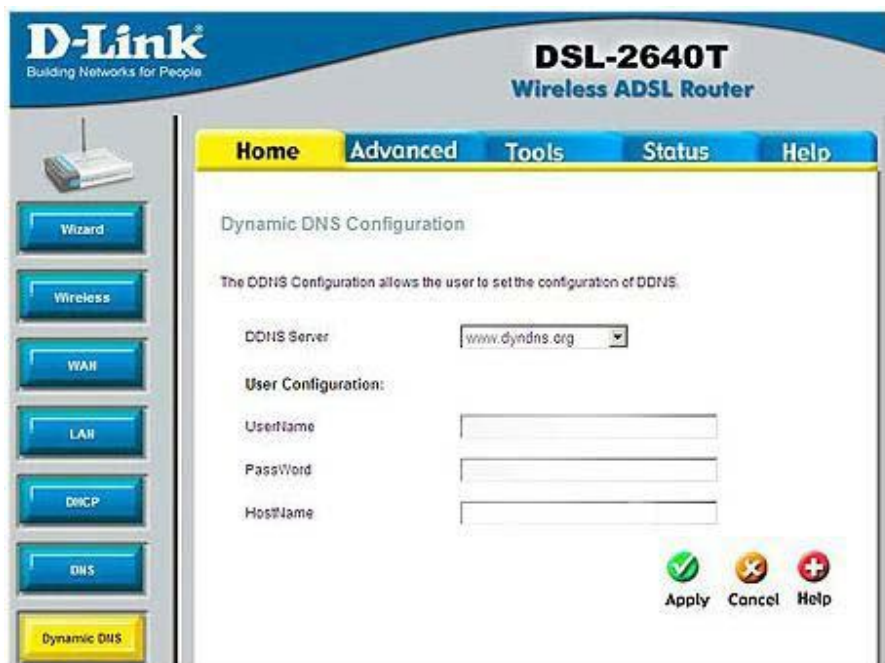 D-Link
Building Networks for People
DSL-2640T
Wireless ADSL Router
Home Advanced Tools Status Help
Wizard
Wireless
WAN
LAN
DHCP
DNS
Dynamic DNS
Dynamic DNS Configuration
The DDNS Configuration allows the user to set the configuration of DDNS.
DDNS Server www.dyndns.org
User Configuration:
UserName
PassWord
HostName
Apply Cancel Help